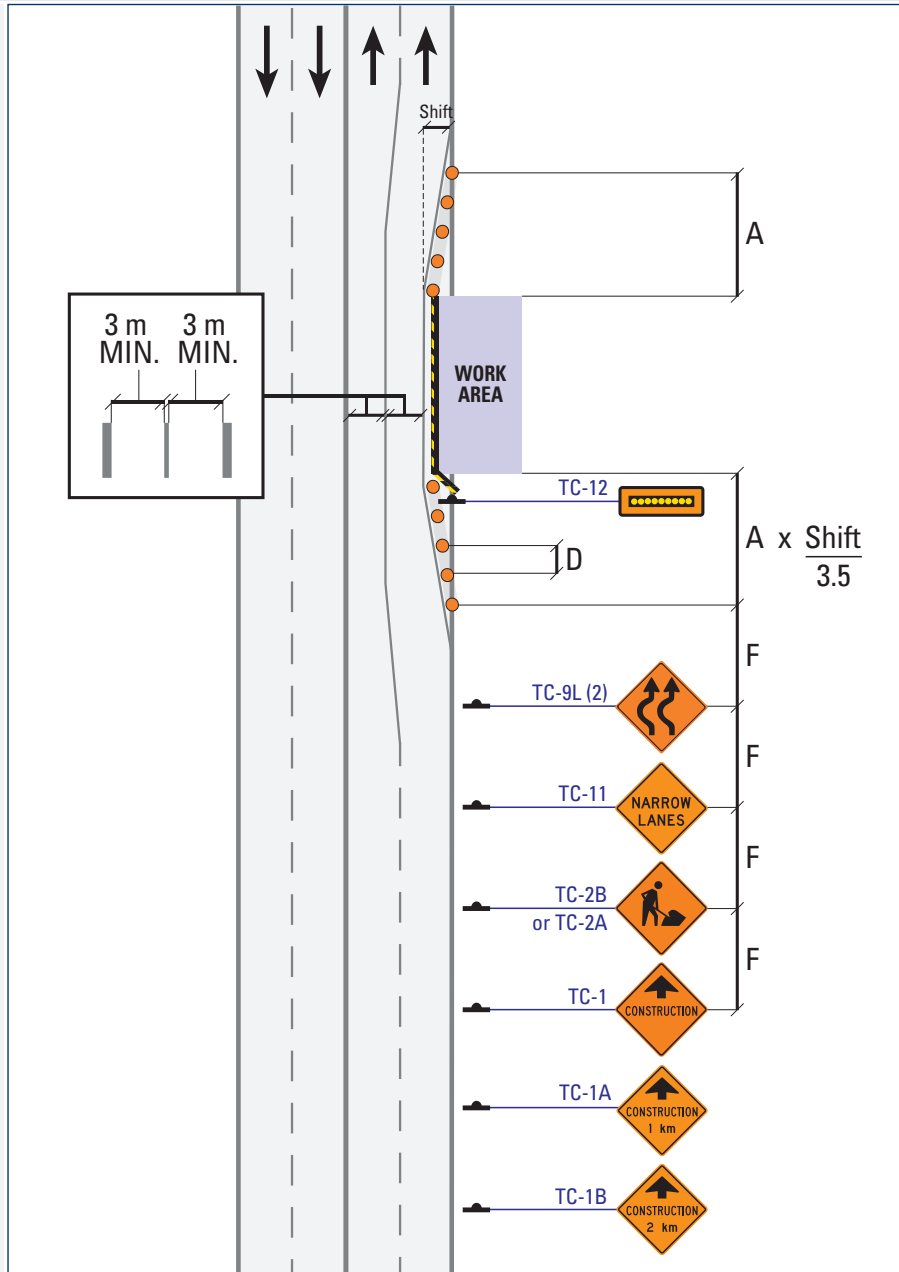 Shift
A
3 m 3 m
MIN. MIN.
WORK
AREA
TC-12
A x Shift
3.5
D
F
TC-9L (2)
F
TC-11
NARROW
LANES
F
TC-2B
or TC-2A
F
TC-1
CONSTRUCTION
TC-1A
CONSTRUCTION
1 km
TC-1B
CONSTRUCTION
2 km